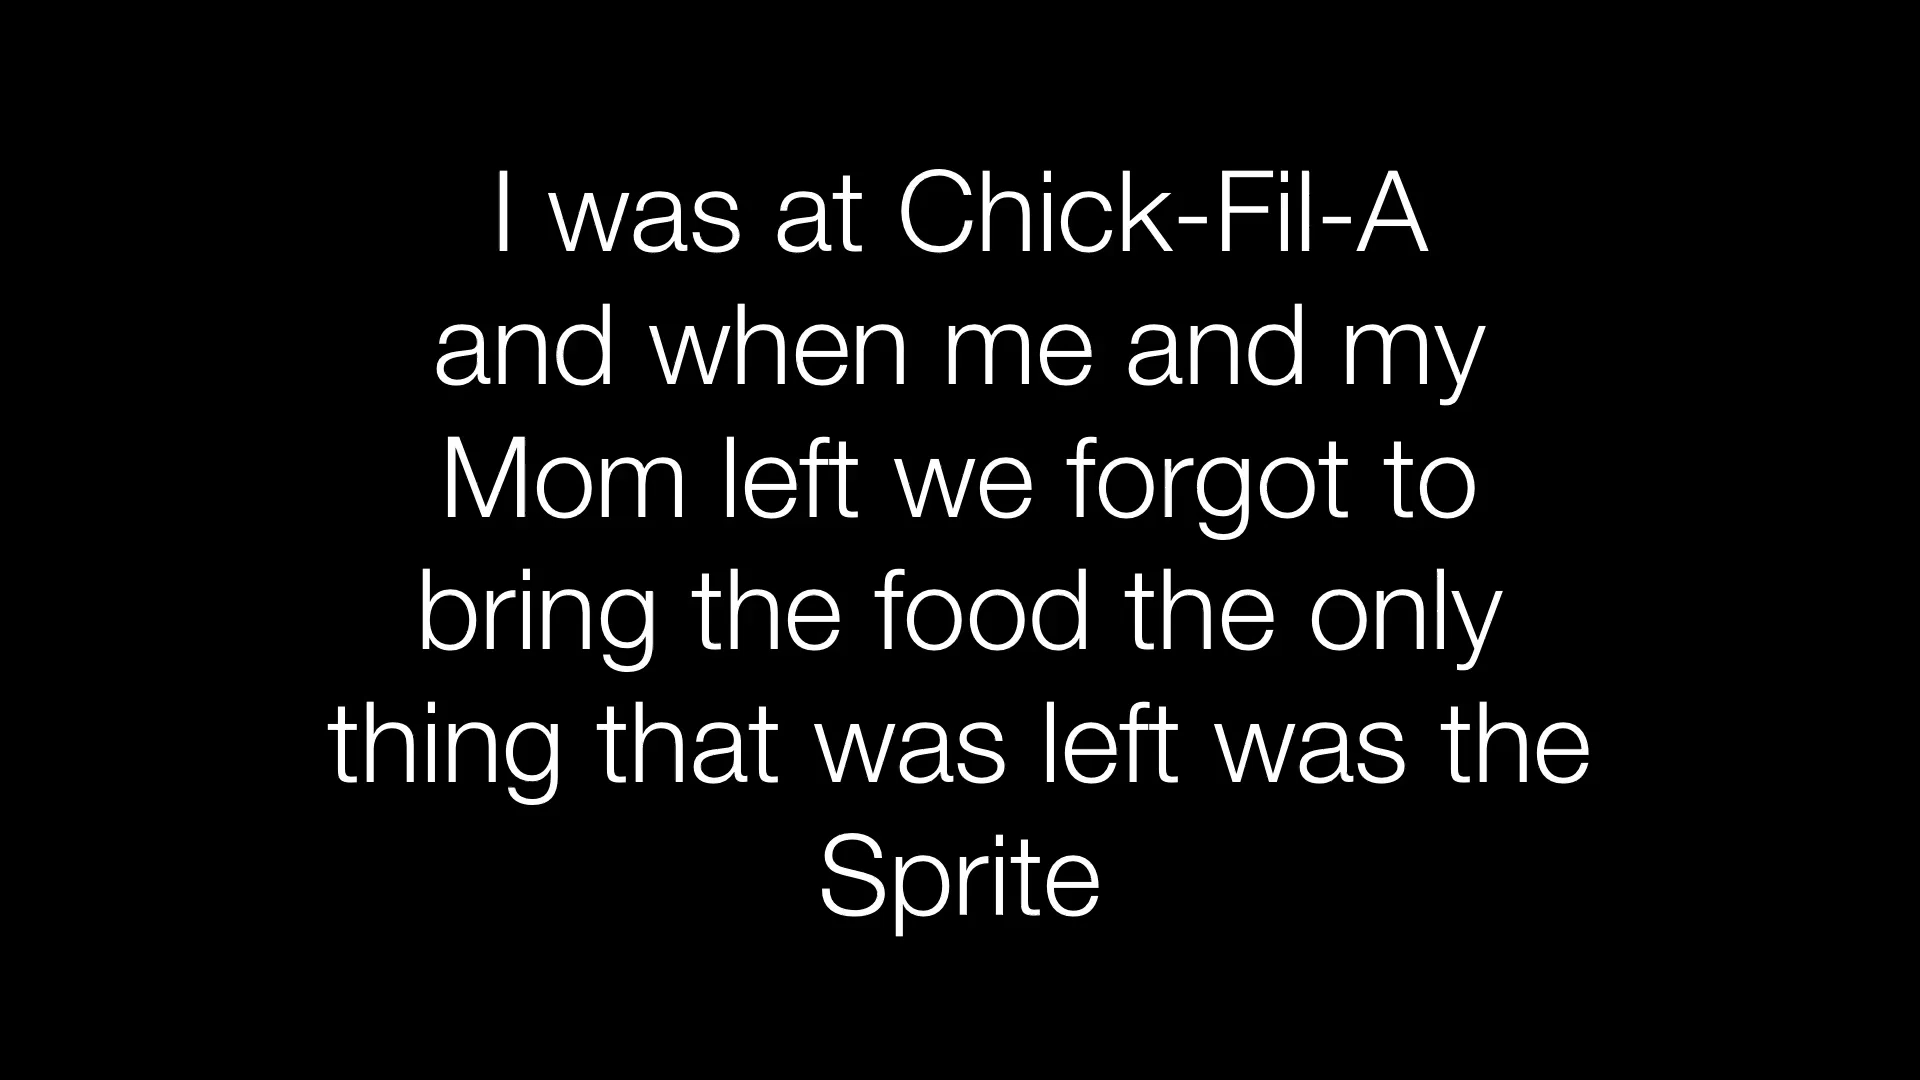 I was at Chick-Fil-A
and when me and my
Mom left we forgot to
bring the food the only
thing that was left was the
Sprite